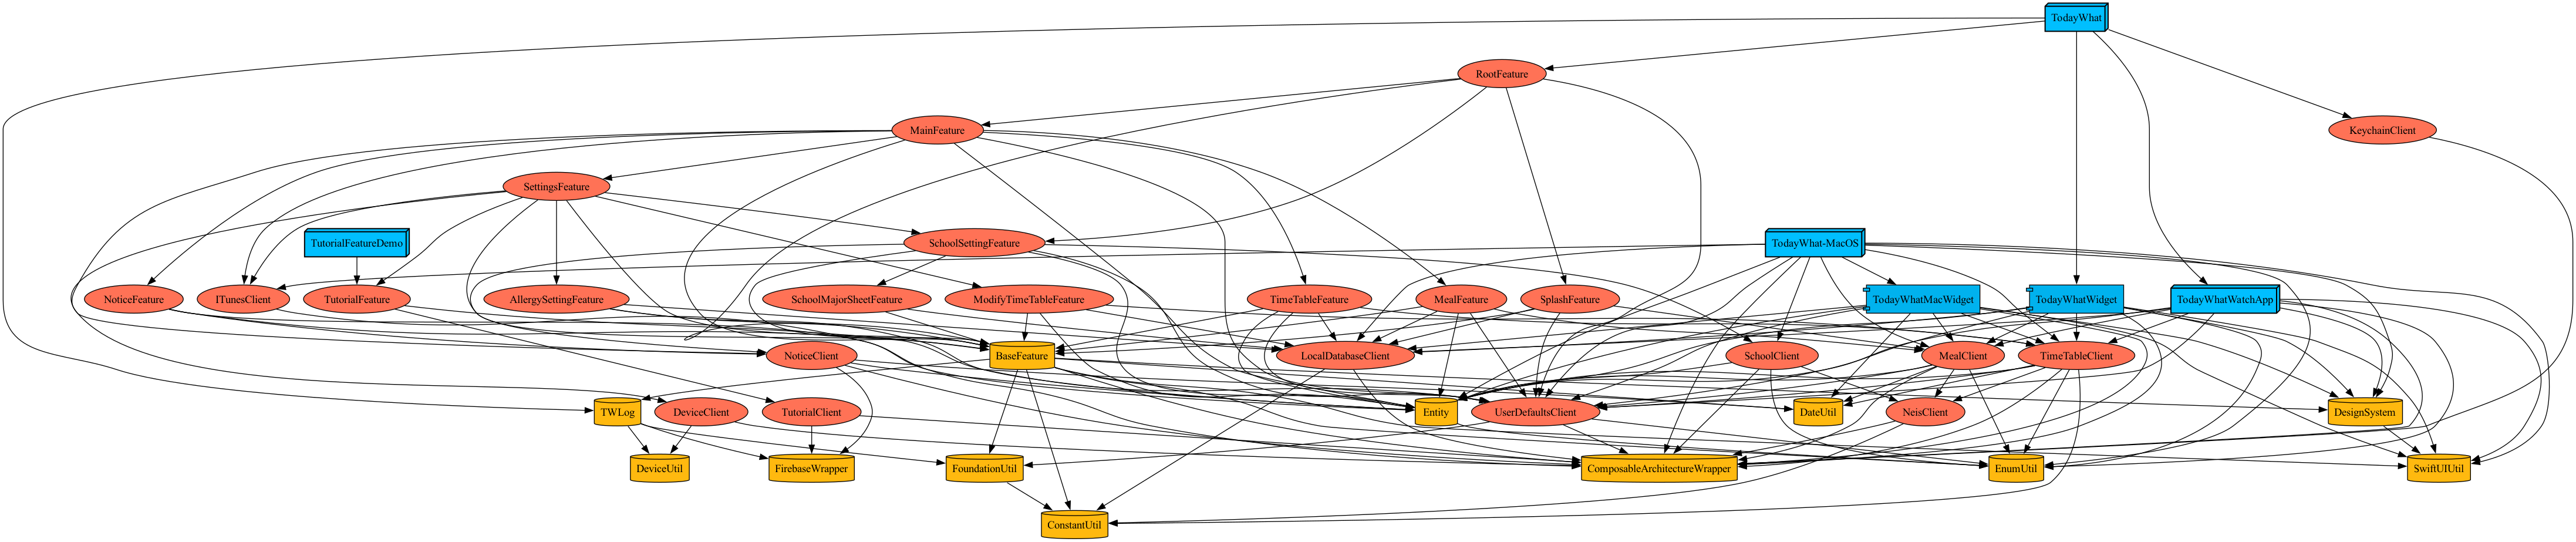 TodayWhat
RootFeature
MainFeature
KeychainClient
SettingsFeature
TutorialFeatureDemo
SchoolSettingFeature
TodayWhat-MacOS
NoticeFeature
ITunesClient
TutorialFeature
AllergySettingFeature
SchoolMajorSheetFeature
ModifyTimeTableFeature
TimeTableFeature
MealFeature
SplashFeature
TodayWhatMacWidget
TodayWhatWidget
TodayWhatWatchApp
NoticeClient
BaseFeature
LocalDatabaseClient
SchoolClient
MealClient
TimeTableClient
TWLog
DeviceClient
TutorialClient
Entity
UserDefaultsClient
DateUtil
NeisClient
DesignSystem
DeviceUtil
FirebaseWrapper
FoundationUtil
ComposableArchitectureWrapper
EnumUtil
SwiftUIUtil
ConstantUtil